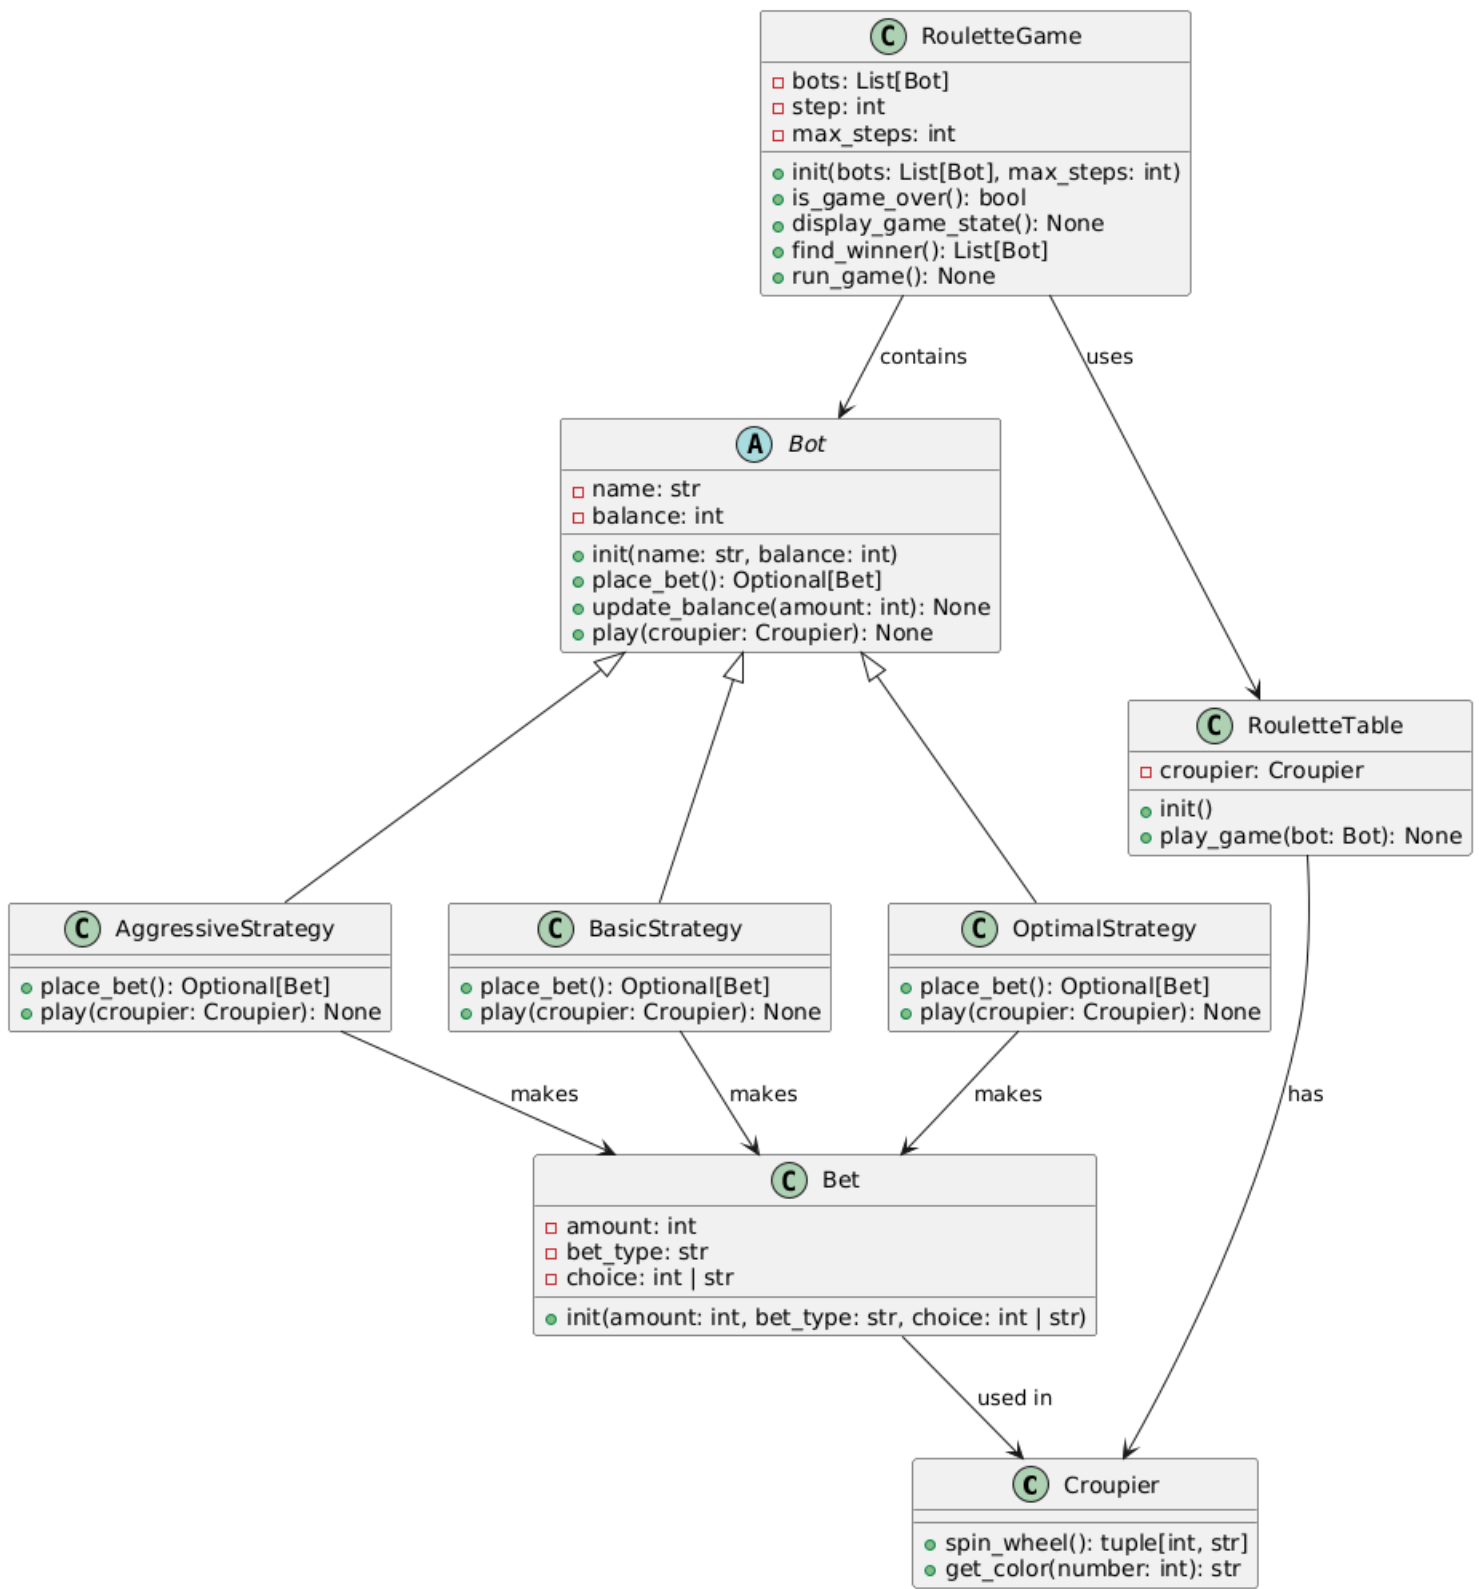 C RouletteGame
bots: List[Bot]
step: int
max_steps: int
init(bots: List[Bot], max_steps: int)
is_game_over(): bool
display_game_state(): None
find_winner(): List[Bot]
run_game(): None
contains
uses
A Bot
name: str
balance: int
init(name: str, balance: int)
place_bet(): Optional[Bet]
update_balance(amount: int): None
play(croupier: Croupier): None
C RouletteTable
croupier: Croupier
init()
play_game(bot: Bot): None
C AggressiveStrategy
place_bet(): Optional[Bet]
play(croupier: Croupier): None
C BasicStrategy
place_bet(): Optional[Bet]
play(croupier: Croupier): None
C OptimalStrategy
place_bet(): Optional[Bet]
play(croupier: Croupier): None
makes
makes
makes
has
C Bet
amount: int
bet_type: str
choice: int | str
init(amount: int, bet_type: str, choice: int | str)
used in
C Croupier
spin_wheel(): tuple[int, str]
get_color(number: int): str